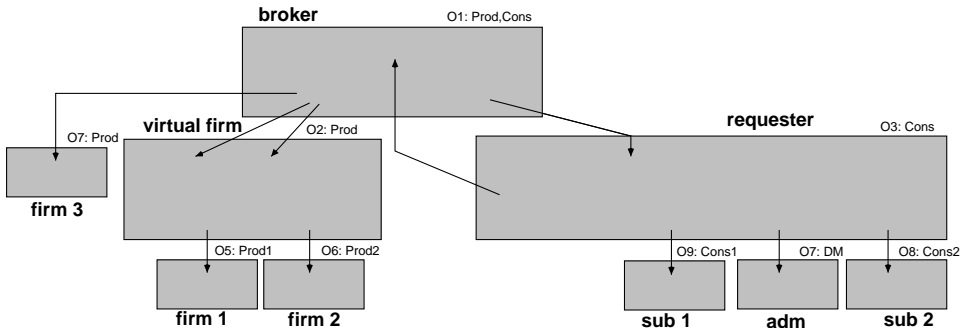 broker
O1: Prod,Cons
virtual firm
O2: Prod
requester
O3: Cons
O7: Prod
firm 3
O5: Prod1
O6: Prod2
O9: Cons1
O7: DM
O8: Cons2
firm 1
firm 2
sub 1
adm
sub 2